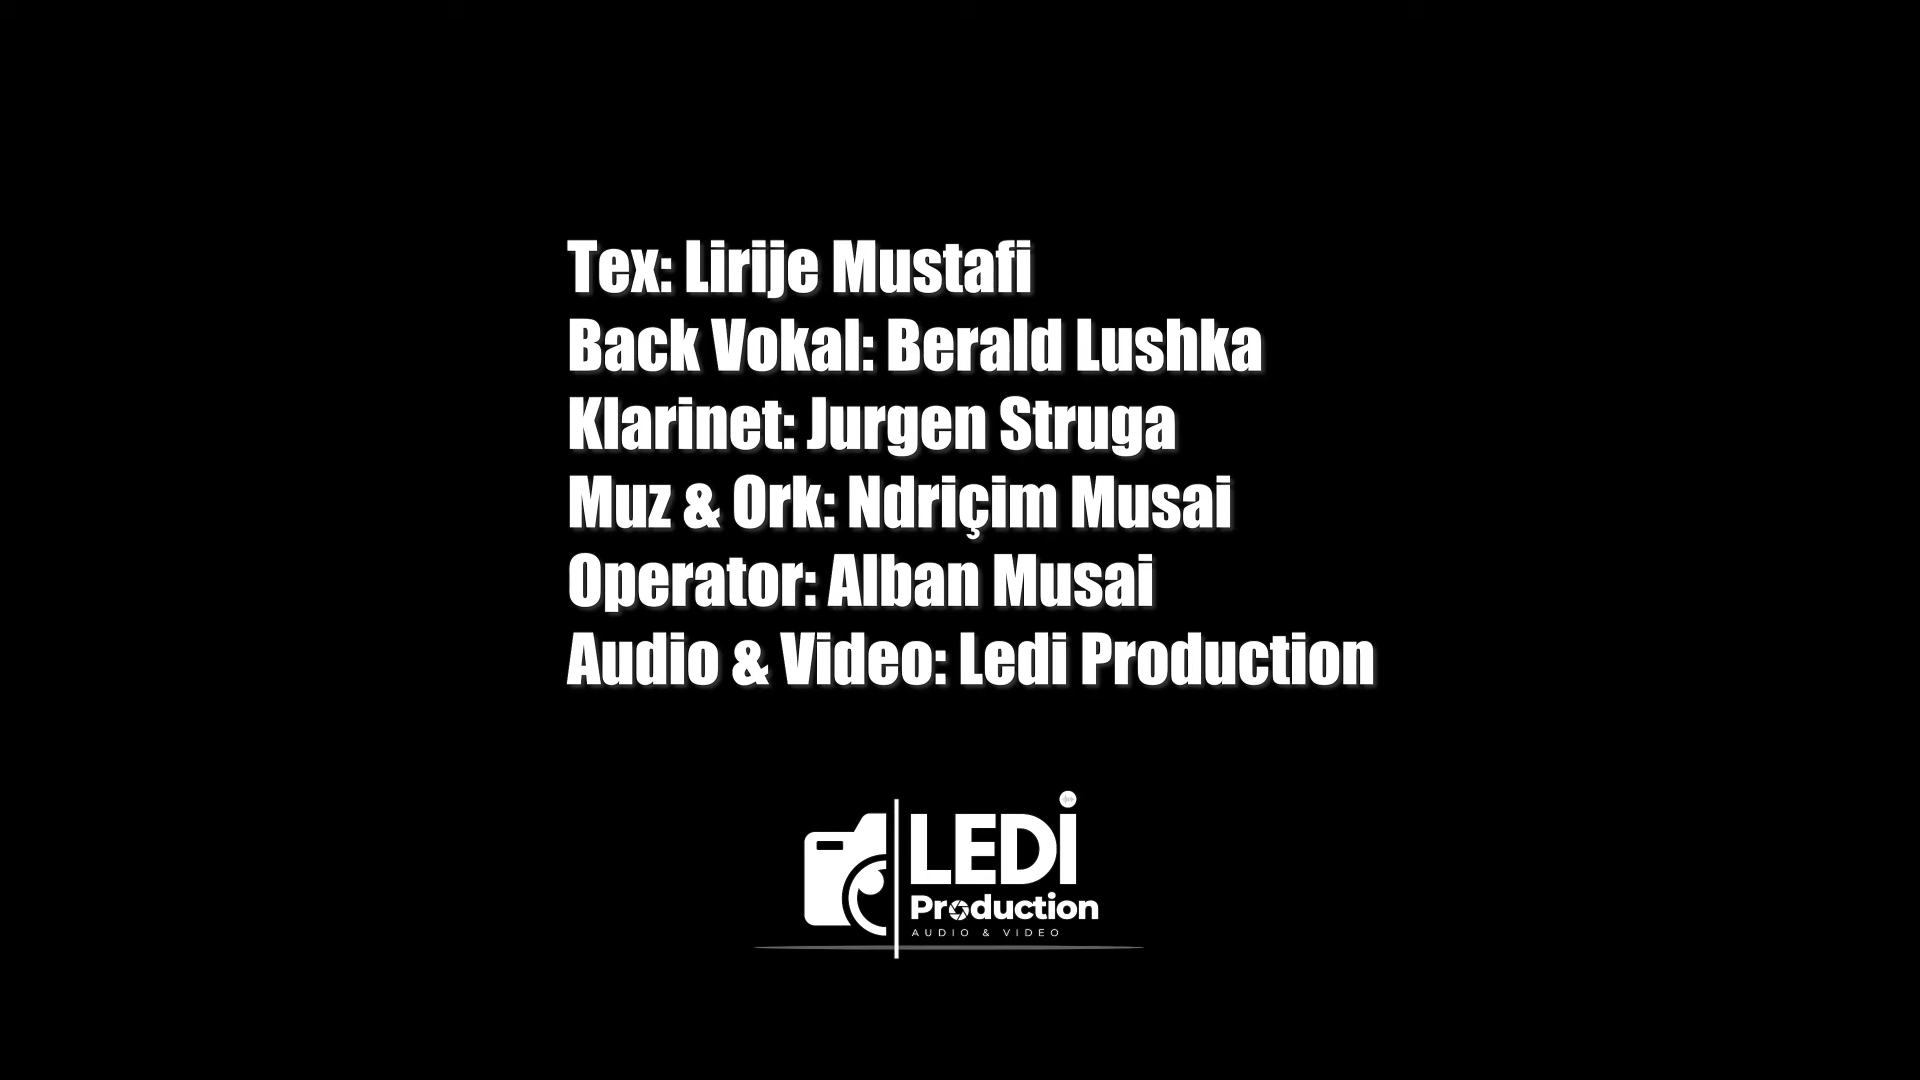 Tex: Lirije Mustafi
Back Vokal: Berald Lushka
Klarinet: Jurgen Struga
Muz & Ork: Ndriçim Musai
Operator: Alban Musai
Audio & Video: Ledi Production
LEDi
Production
AUDIO & VIDEO